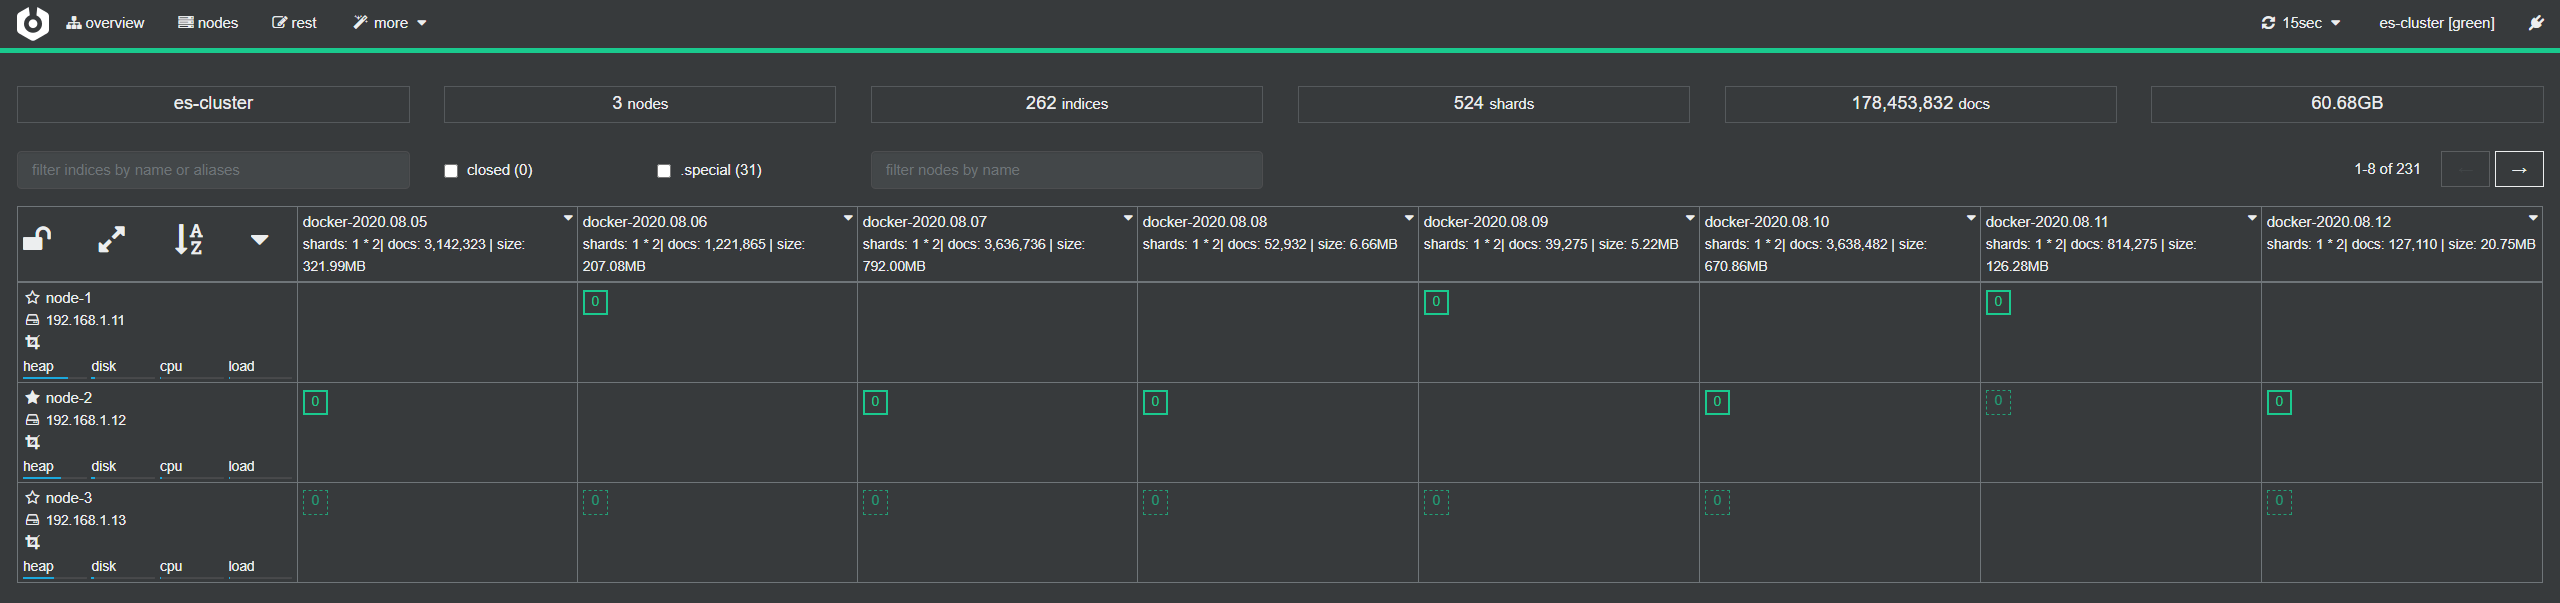 overview nodes rest more 15sec es-cluster [green]
es-cluster 3 nodes 262 indices 524 shards 178,453,832 docs 60.68GB
filter indices by name or aliases closed (0) .special (31) filter nodes by name 1-8 of 231 ← →
docker-2020.08.05
shards: 1 * 2| docs: 3,142,323 | size:
321.99MB
docker-2020.08.06
shards: 1 * 2| docs: 1,221,865 | size:
207.08MB
docker-2020.08.07
shards: 1 * 2| docs: 3,636,736 | size:
792.00MB
docker-2020.08.08
shards: 1 * 2| docs: 52,932 | size: 6.66MB
docker-2020.08.09
shards: 1 * 2| docs: 39,275 | size: 5.22MB
docker-2020.08.10
shards: 1 * 2| docs: 3,638,482 | size:
670.86MB
docker-2020.08.11
shards: 1 * 2| docs: 814,275 | size:
126.28MB
docker-2020.08.12
shards: 1 * 2| docs: 127,110 | size: 20.75MB
A
Z
node-1
192.168.1.11
heap disk cpu load
0 0 0
node-2
192.168.1.12
heap disk cpu load
0 0 0 0 0 0
node-3
192.168.1.13
heap disk cpu load
0 0 0 0 0 0 0